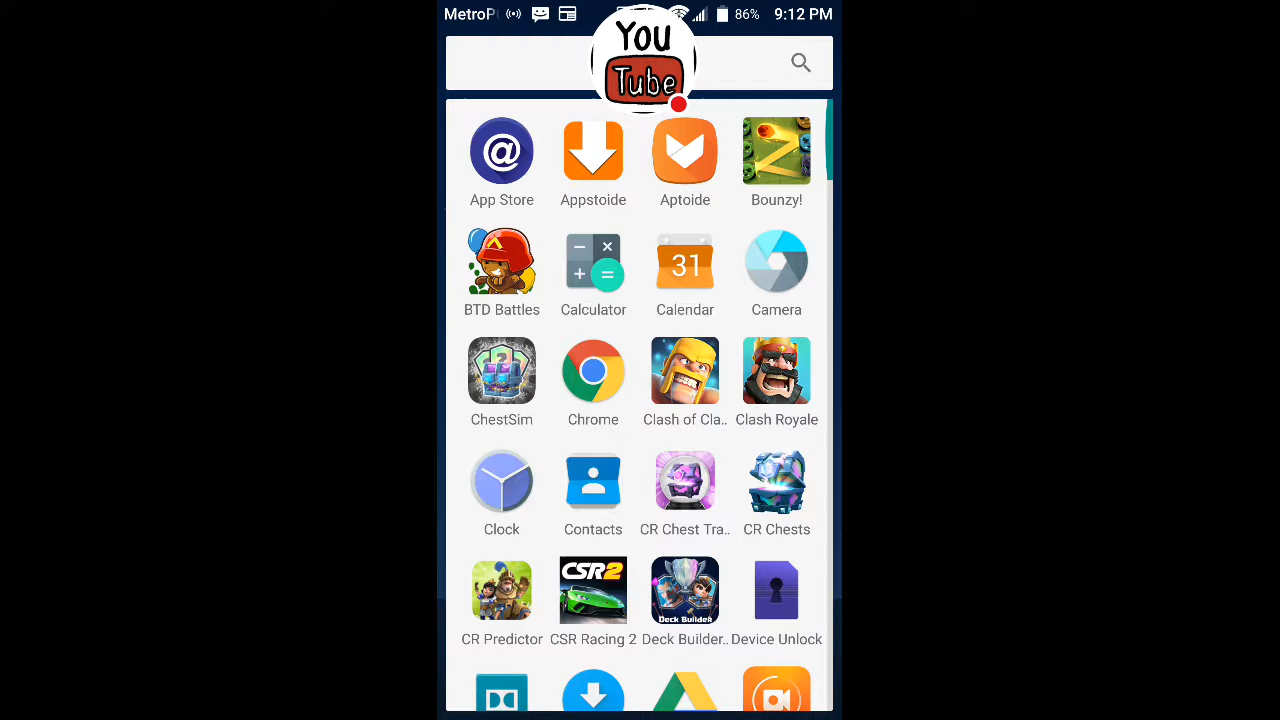 MetroP 86% 9:12 PM
You
Tube
@
App Store Appstoide Aptoide Bounzy!
31
BTD Battles Calculator Calendar Camera
ChestSim Chrome Clash of Cla.. Clash Royale
Clock Contacts CR Chest Tra.. CR Chests
CSR2
Deck Builder
CR Predictor CSR Racing 2 Deck Builder.. Device Unlock